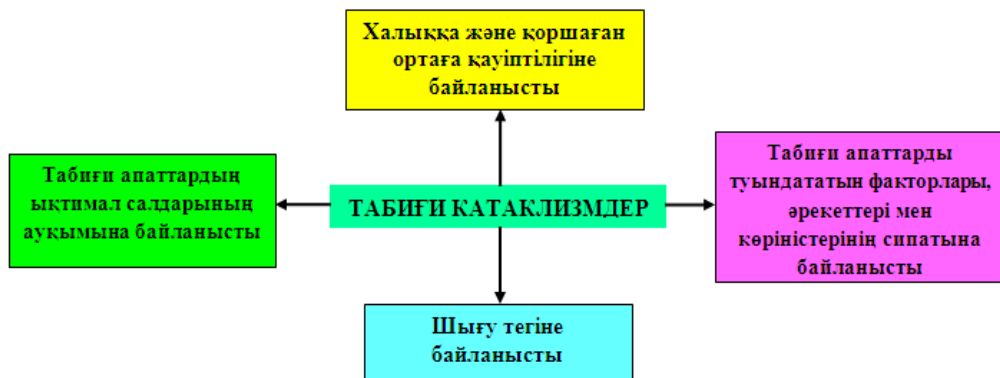 Халыққа және қоршаған
ортаға қауіптілігіне
байланысты
Табиғи апаттардың
ықтимал салдарының
ауқымына байланысты
ТАБИҒИ КАТАКЛИЗМДЕР
Табиғи апаттарды
туындататын факторлары,
әрекеттері мен
көріністерінің сипатына
байланысты
Шығу тегіне
байланысты